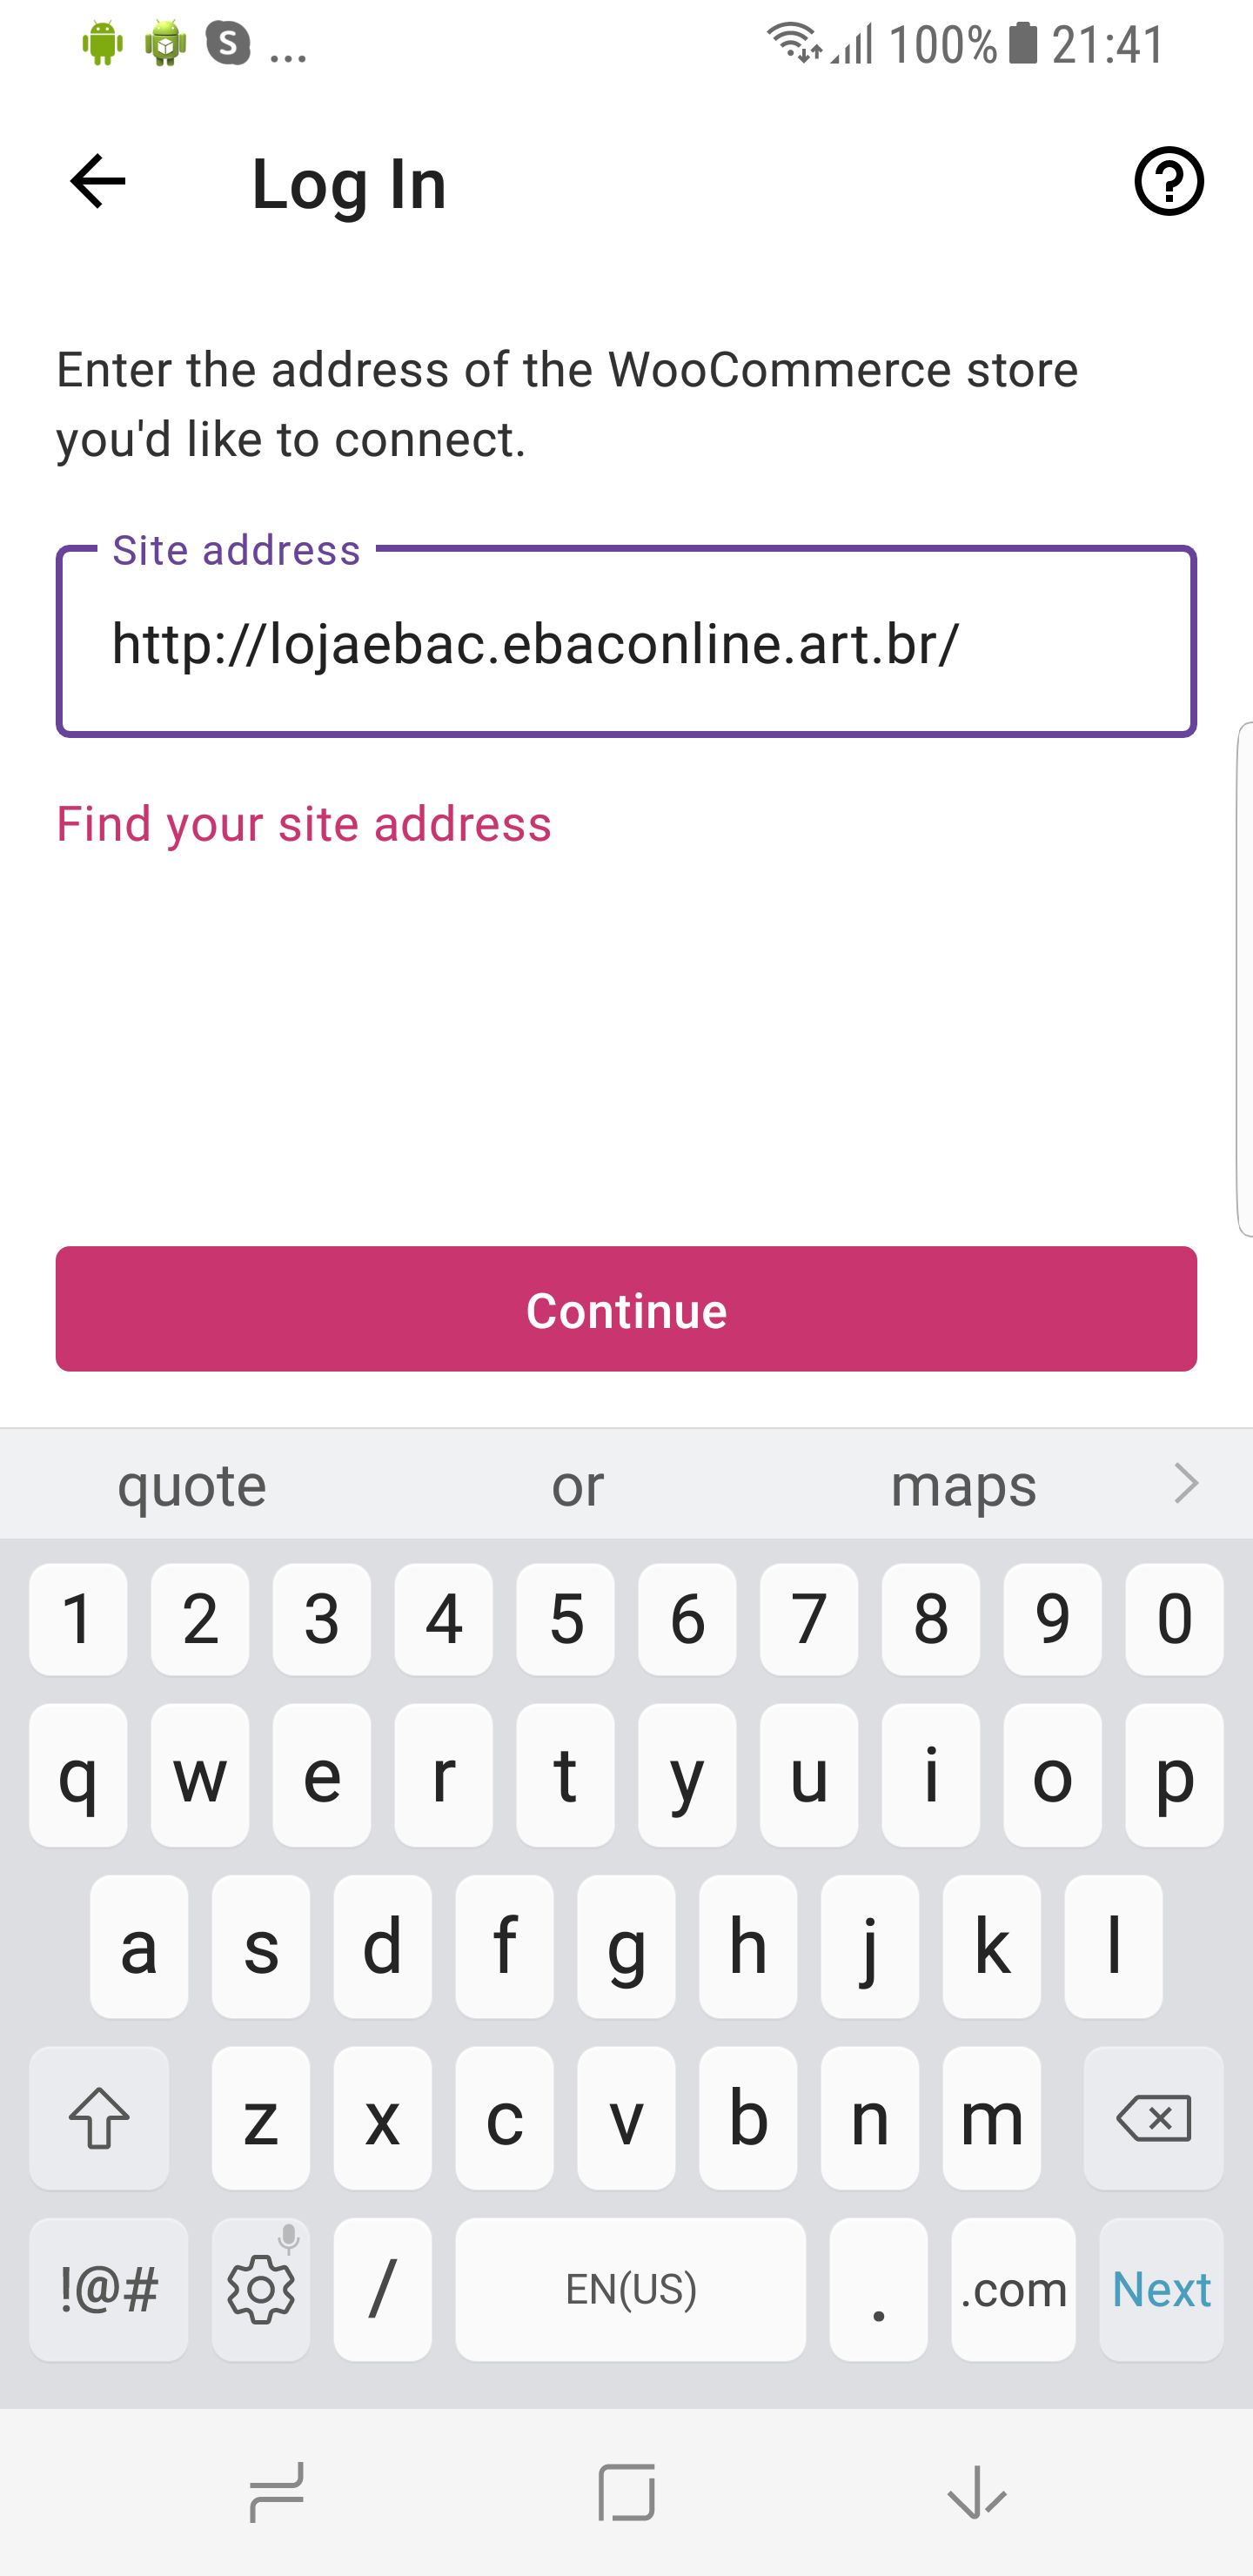 ... 100% 21:41
Log In
Enter the address of the WooCommerce store
you'd like to connect.
Site address
http://lojaebac.ebaconline.art.br/
Find your site address
Continue
quote or maps
1 2 3 4 5 6 7 8 9 0
q w e r t y u i o p
a s d f g h j k l
z x c v b n m
!@# / EN(US) . .com Next